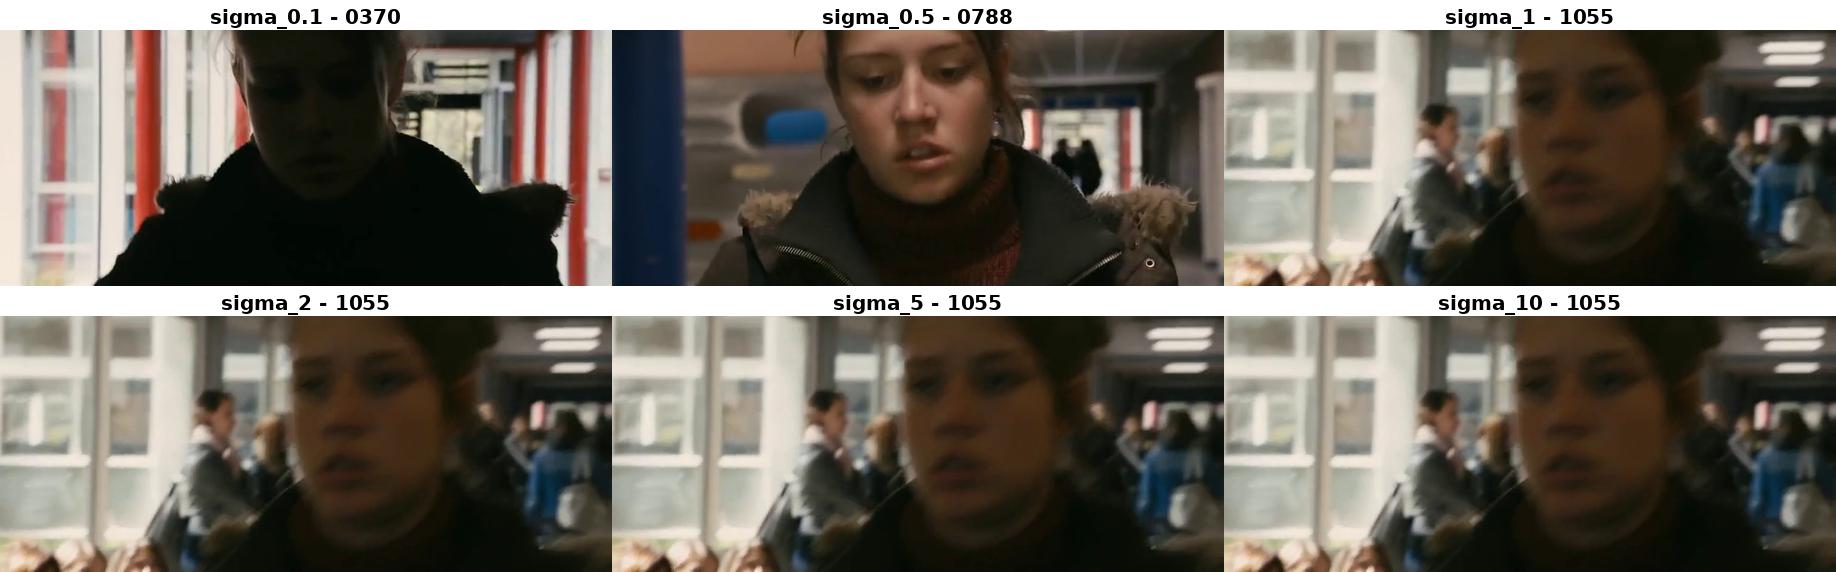 sigma_0.1 - 0370
sigma_0.5 - 0788
sigma_1 - 1055
sigma_2 - 1055
sigma_5 - 1055
sigma_10 - 1055